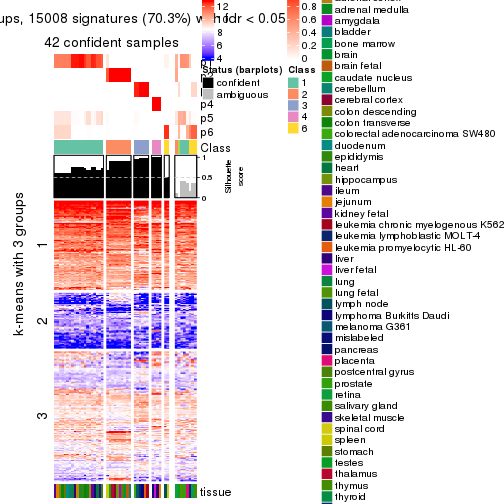 ups, 15008 signatures (70.3%) with fdr < 0.05
42 confident samples
p4
p5
p6
Class
1
0.5
0
Silhouette
score
k-means with 3 groups
1
2
3
tissue
12
10
8
6
4
0.8
0.6
0.4
0.2
0
Status (barplots)
confident
ambiguous
Class
1
2
3
4
6
adrenal medulla
amygdala
bladder
bone marrow
brain
brain fetal
caudate nucleus
cerebellum
cerebral cortex
colon descending
colon transverse
colorectal adenocarcinoma SW480
duodenum
epididymis
heart
hippocampus
ileum
jejunum
kidney fetal
leukemia chronic myelogenous K562
leukemia lymphoblastic MOLT-4
leukemia promyelocytic HL-60
liver
liver fetal
lung
lung fetal
lymph node
lymphoma Burkitts Daudi
melanoma G361
mislabeled
pancreas
placenta
postcentral gyrus
prostate
retina
salivary gland
skeletal muscle
spinal cord
spleen
stomach
testes
thalamus
thymus
thyroid